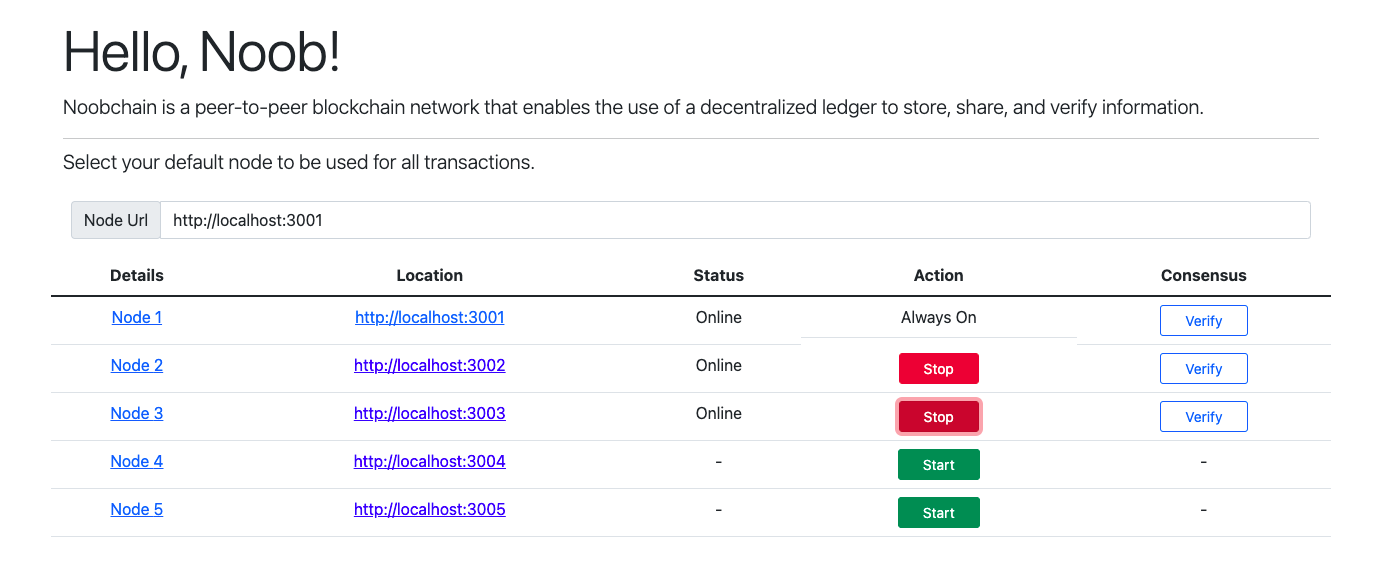 Hello, Noob!
Noobchain is a peer-to-peer blockchain network that enables the use of a decentralized ledger to store, share, and verify information.
Select your default node to be used for all transactions.
Node Url http://localhost:3001
Details Location Status Action Consensus
Node 1 http://localhost:3001 Online Always On Verify
Node 2 http://localhost:3002 Online Stop Verify
Node 3 http://localhost:3003 Online Stop Verify
Node 4 http://localhost:3004 - Start -
Node 5 http://localhost:3005 - Start -